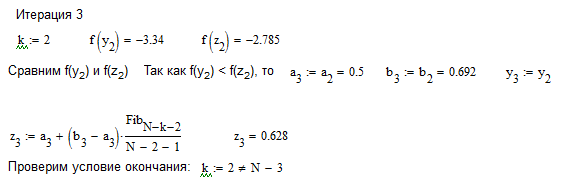 Итерация 3
k := 2 f(y₂) = −3.34 f(z₂) = −2.785
Сравним f(y₂) и f(z₂) Так как f(y₂) < f(z₂), то a₃ := a₂ = 0.5 b₃ := b₂ = 0.692 y₃ := y₂
z₃ := a₃ + (b₃ − a₃)·Fib_{N−k−2}/(N − 2 − 1) z₃ = 0.628
Проверим условие окончания: k := 2 ≠ N − 3